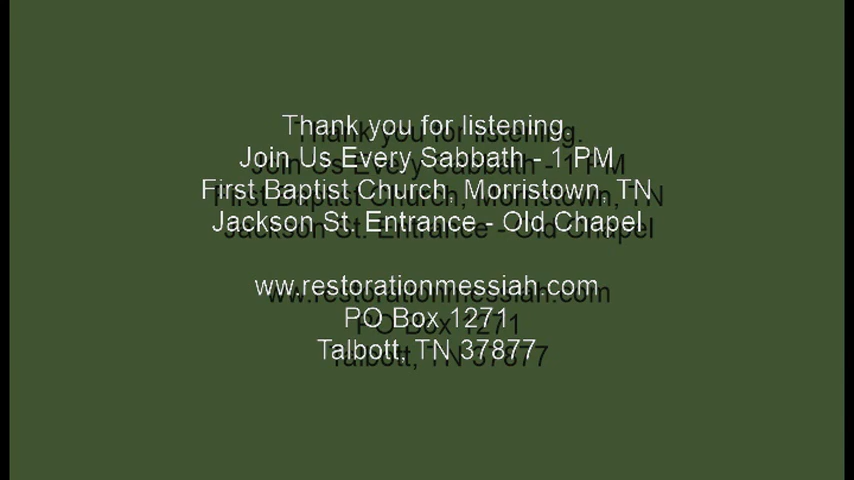 Thank you for listening.
Join Us Every Sabbath - 1 PM
First Baptist Church, Morristown, TN
Jackson St. Entrance - Old Chapel
ww.restorationmessiah.com
PO Box 1271
Talbott, TN 37877